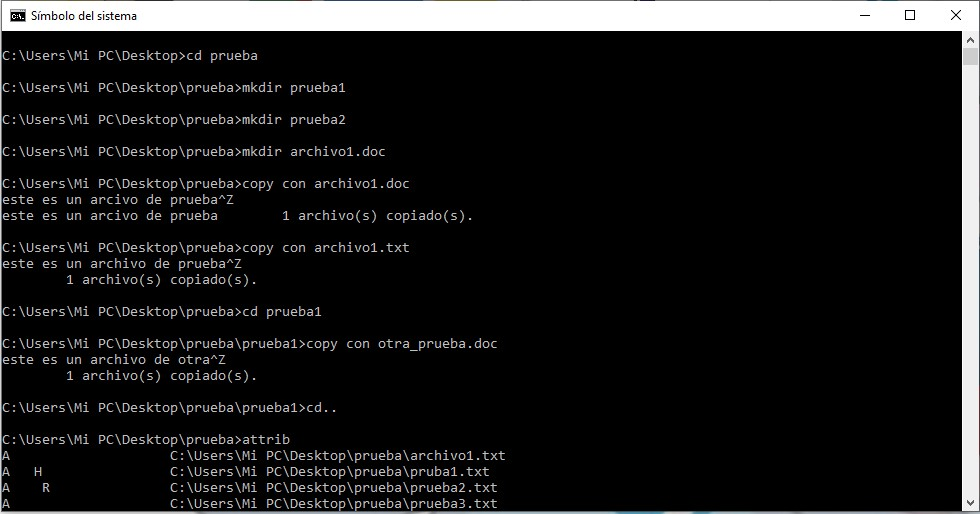 Símbolo del sistema
C:\Users\Mi PC\Desktop>cd prueba
C:\Users\Mi PC\Desktop\prueba>mkdir prueba1
C:\Users\Mi PC\Desktop\prueba>mkdir prueba2
C:\Users\Mi PC\Desktop\prueba>mkdir archivo1.doc
C:\Users\Mi PC\Desktop\prueba>copy con archivo1.doc
este es un arcivo de prueba^Z
este es un arcivo de prueba        1 archivo(s) copiado(s).
C:\Users\Mi PC\Desktop\prueba>copy con archivo1.txt
este es un archivo de prueba^Z
        1 archivo(s) copiado(s).
C:\Users\Mi PC\Desktop\prueba>cd prueba1
C:\Users\Mi PC\Desktop\prueba\prueba1>copy con otra_prueba.doc
este es un archivo de otra^Z
        1 archivo(s) copiado(s).
C:\Users\Mi PC\Desktop\prueba\prueba1>cd..
C:\Users\Mi PC\Desktop\prueba>attrib
A                    C:\Users\Mi PC\Desktop\prueba\archivo1.txt
A   H                C:\Users\Mi PC\Desktop\prueba\pruba1.txt
A    R               C:\Users\Mi PC\Desktop\prueba\prueba2.txt
A                    C:\Users\Mi PC\Desktop\prueba\prueba3.txt